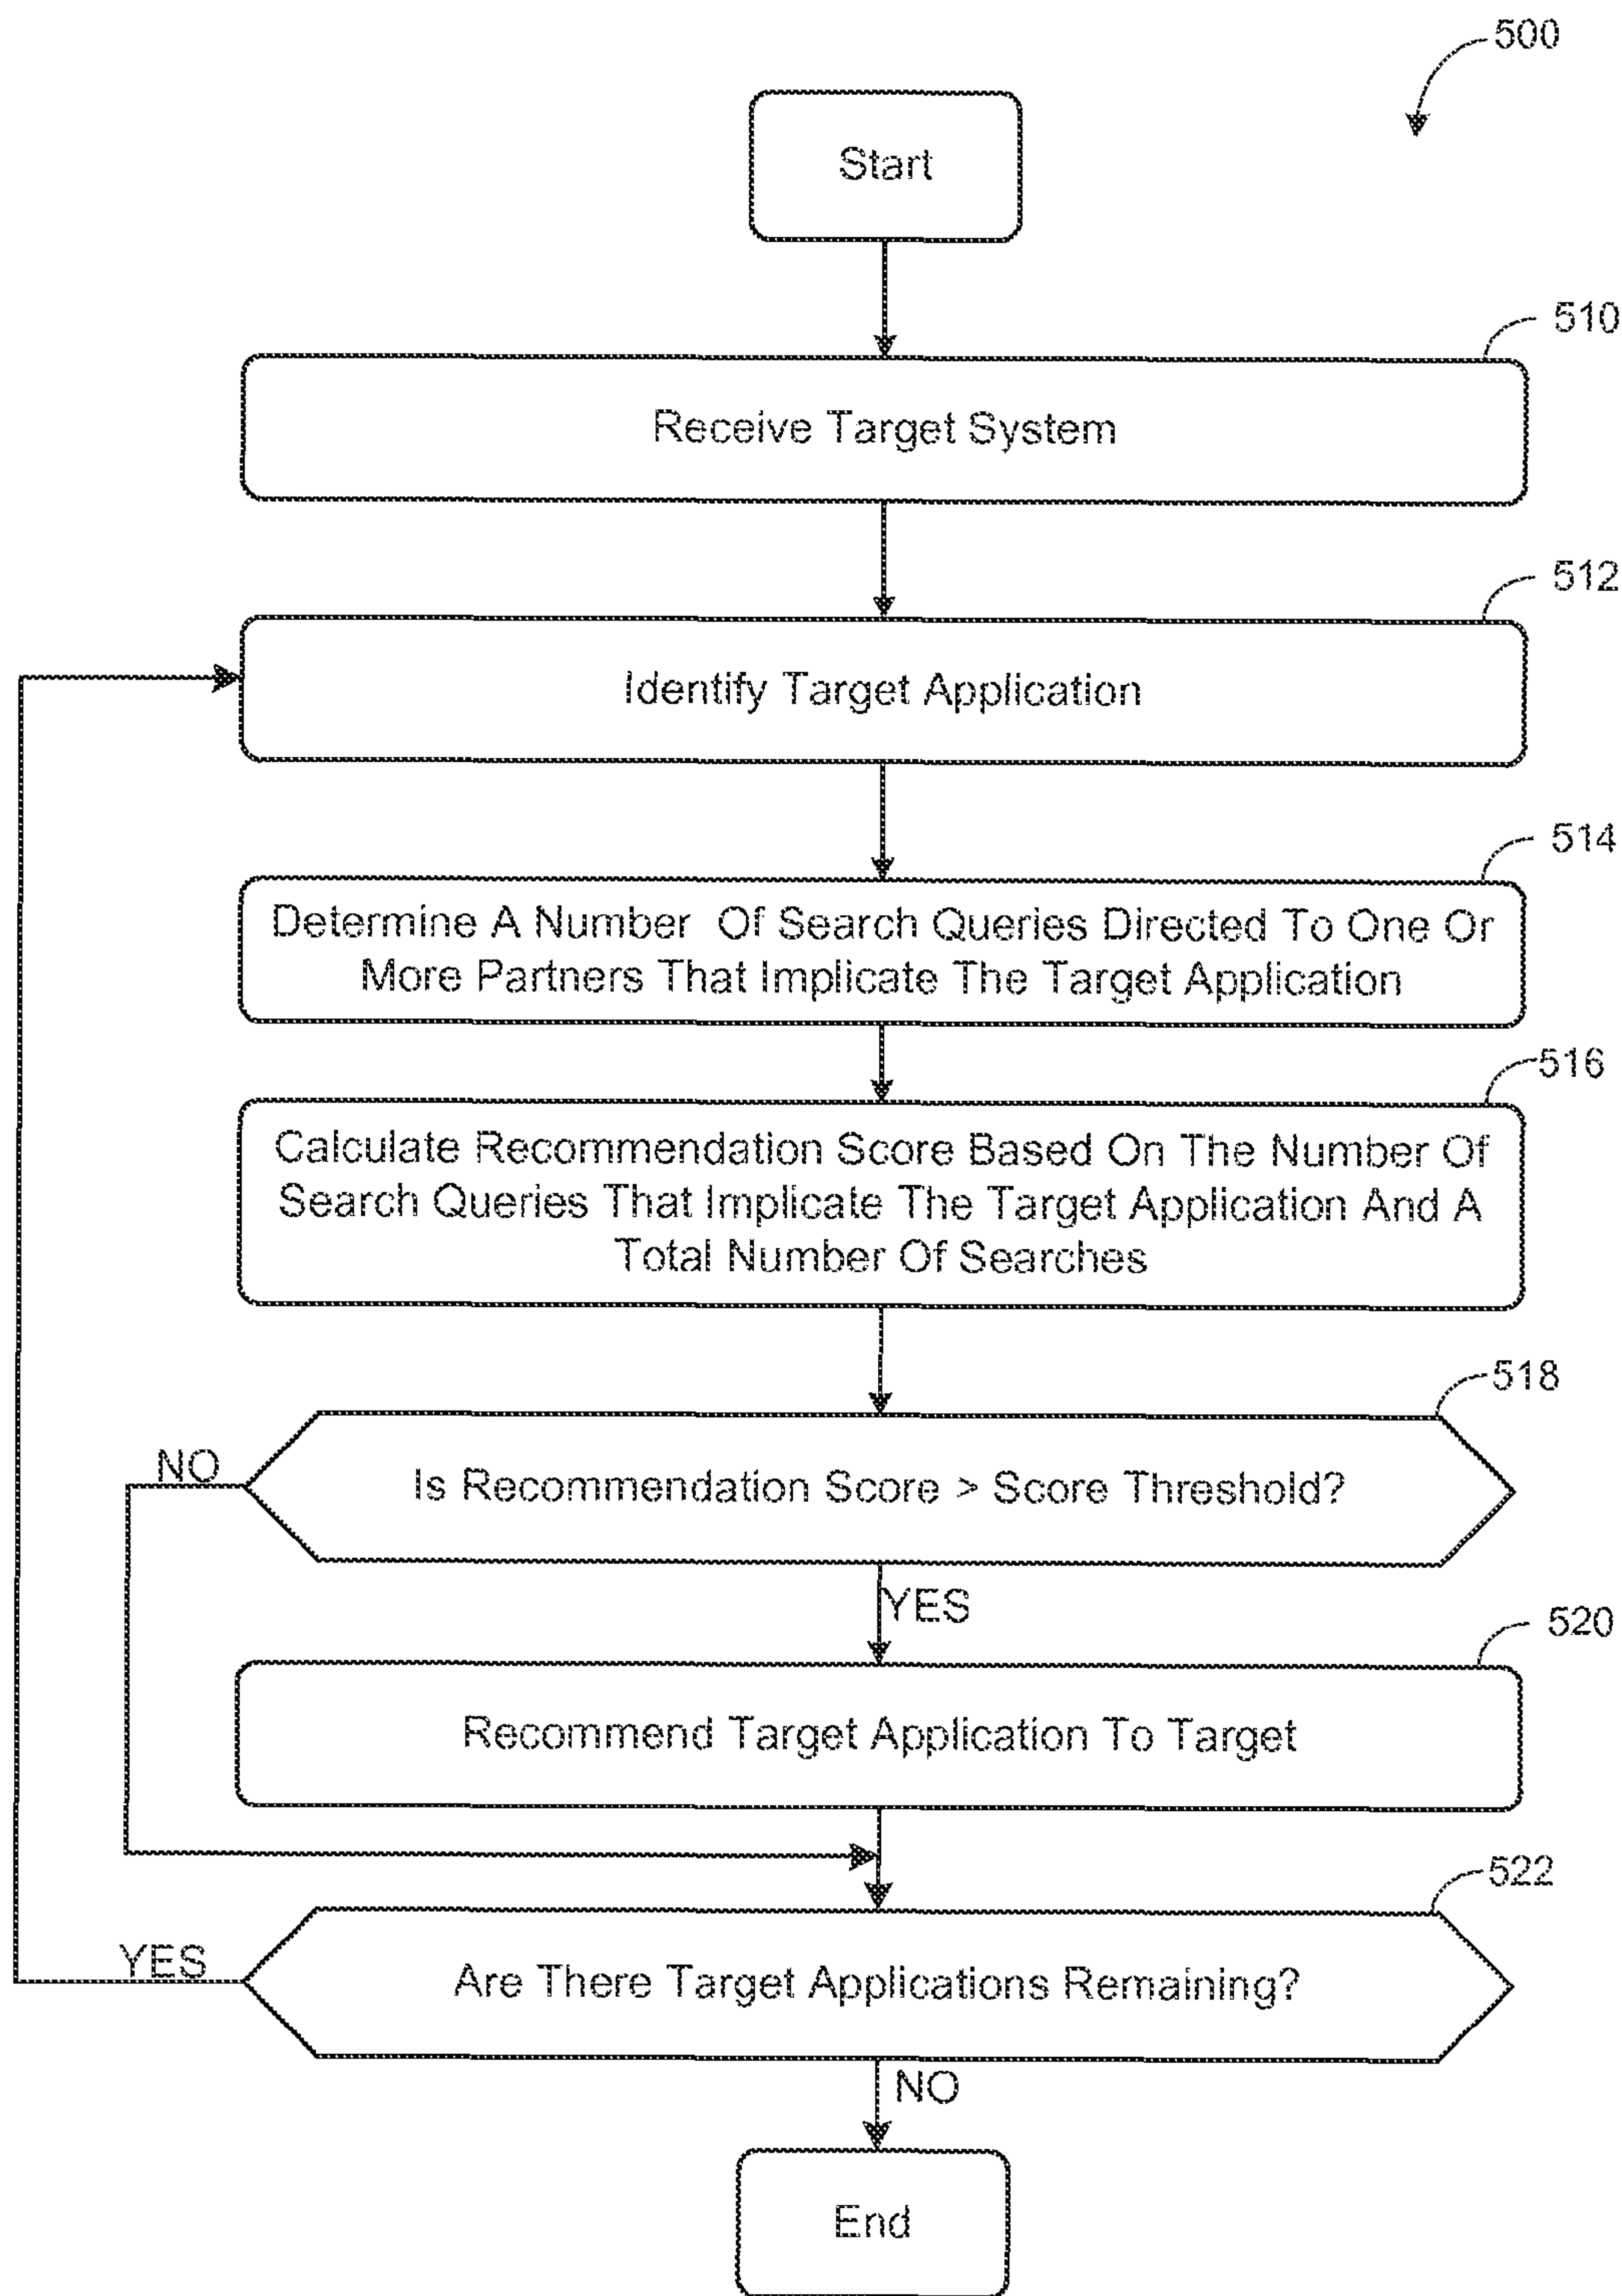 500
Start
510
Receive Target System
512
Identify Target Application
514
Determine A Number Of Search Queries Directed To One Or
More Partners That Implicate The Target Application
516
Calculate Recommendation Score Based On The Number Of
Search Queries That Implicate The Target Application And A
Total Number Of Searches
518
NO
Is Recommendation Score > Score Threshold?
YES
520
Recommend Target Application To Target
522
YES
Are There Target Applications Remaining?
NO
End